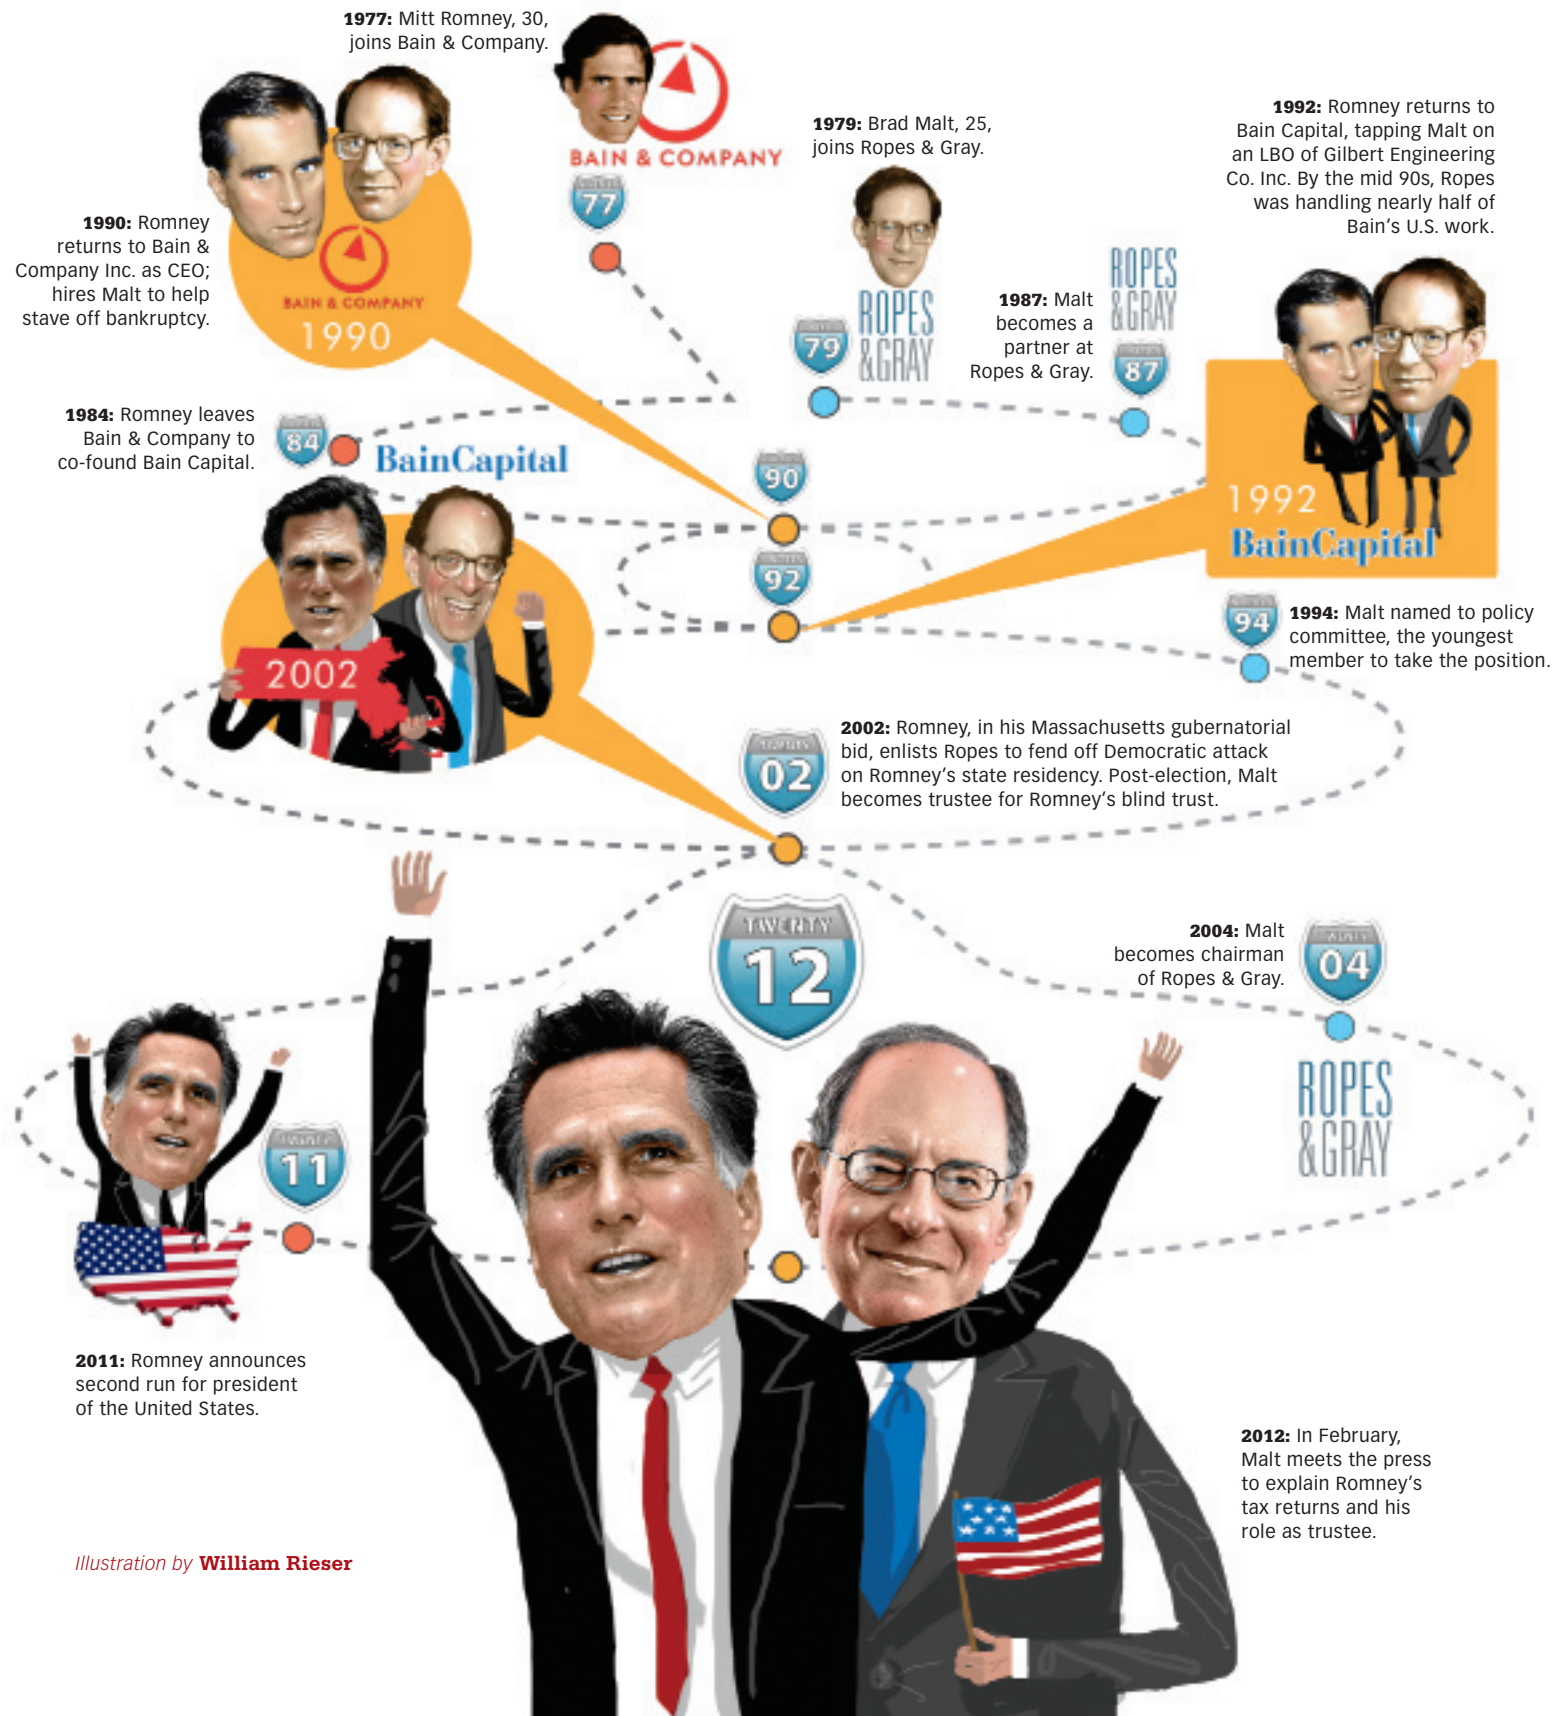 1977: Mitt Romney, 30,
joins Bain & Company.
BAIN & COMPANY
77
1979: Brad Malt, 25,
joins Ropes & Gray.
ROPES
& GRAY
79
1992: Romney returns to
Bain Capital, tapping Malt on
an LBO of Gilbert Engineering
Co. Inc. By the mid 90s, Ropes
was handling nearly half of
Bain's U.S. work.
1990: Romney
returns to Bain &
Company Inc. as CEO;
hires Malt to help
stave off bankruptcy.
BAIN & COMPANY
1990
1987: Malt
becomes a
partner at
Ropes & Gray.
ROPES
& GRAY
87
1984: Romney leaves
Bain & Company to
co-found Bain Capital.
84
BainCapital
90
1992
BainCapital
92
94
1994: Malt named to policy
committee, the youngest
member to take the position.
2002
TWENTY
02
2002: Romney, in his Massachusetts gubernatorial
bid, enlists Ropes to fend off Democratic attack
on Romney's state residency. Post-election, Malt
becomes trustee for Romney's blind trust.
TWENTY
12
2004: Malt
becomes chairman
of Ropes & Gray.
TWENTY
04
ROPES
& GRAY
TWENTY
11
2011: Romney announces
second run for president
of the United States.
2012: In February,
Malt meets the press
to explain Romney's
tax returns and his
role as trustee.
Illustration by William Rieser